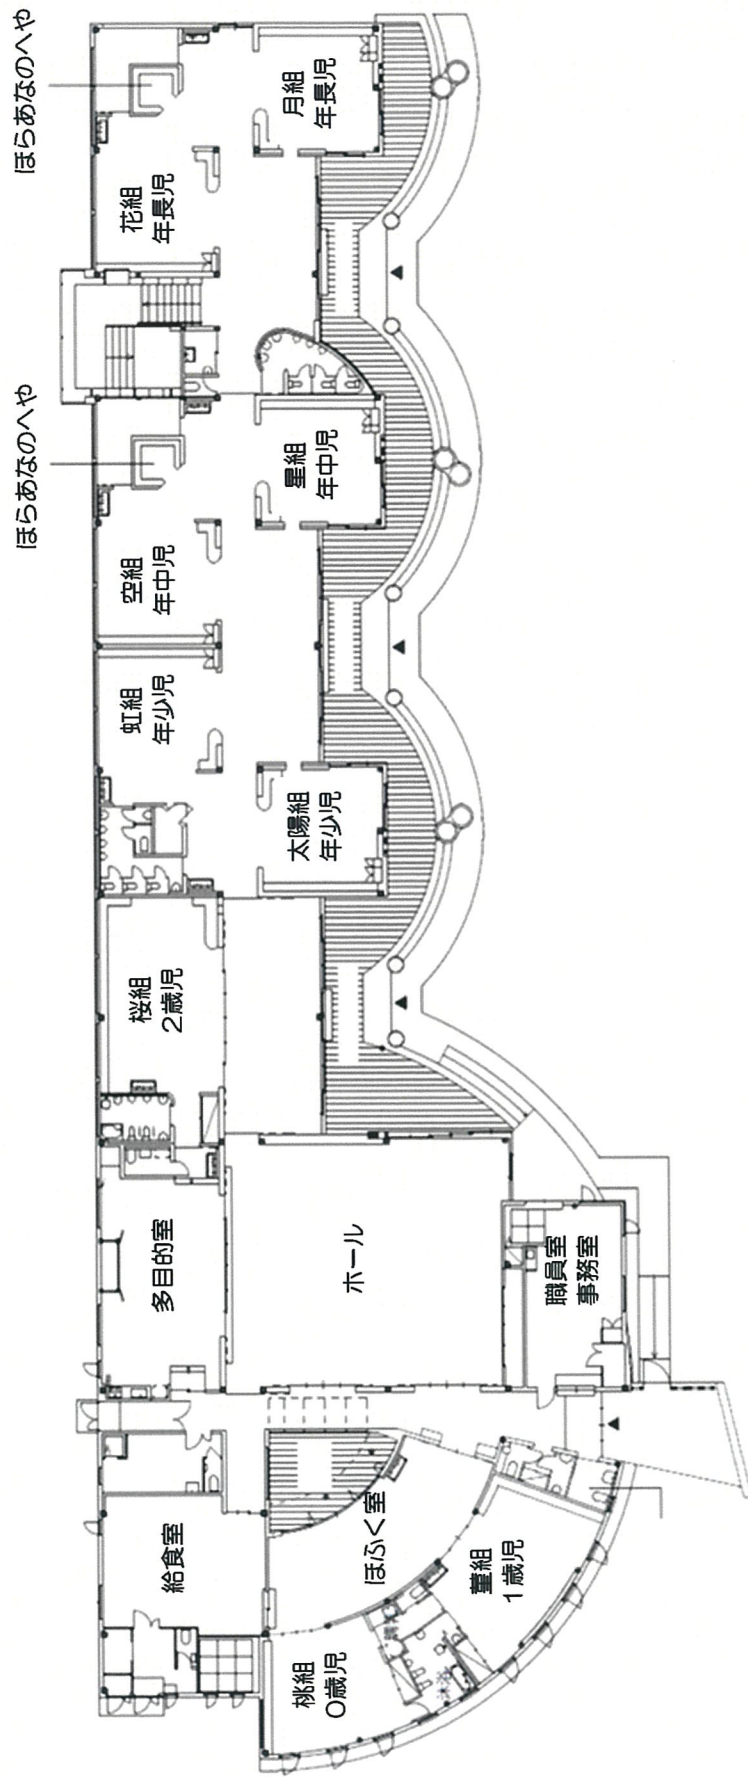 ほらあなのへや
ほらあなのへや
給食室
多目的室
桜組
2歳児
虹組
年少児
空組
年中児
花組
年長児
桃組
0歳児
ほふく室
菫組
1歳児
ホール
太陽組
年少児
星組
年中児
月組
年長児
職員室
事務室